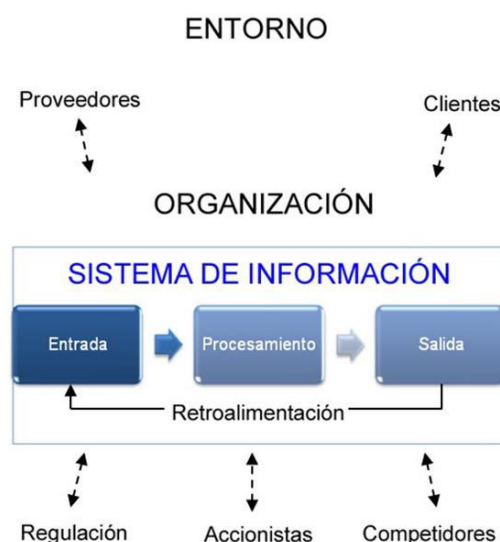 ENTORNO
Proveedores
Clientes
ORGANIZACIÓN
SISTEMA DE INFORMACIÓN
Entrada
Procesamiento
Salida
Retroalimentación
Regulación
Accionistas
Competidores